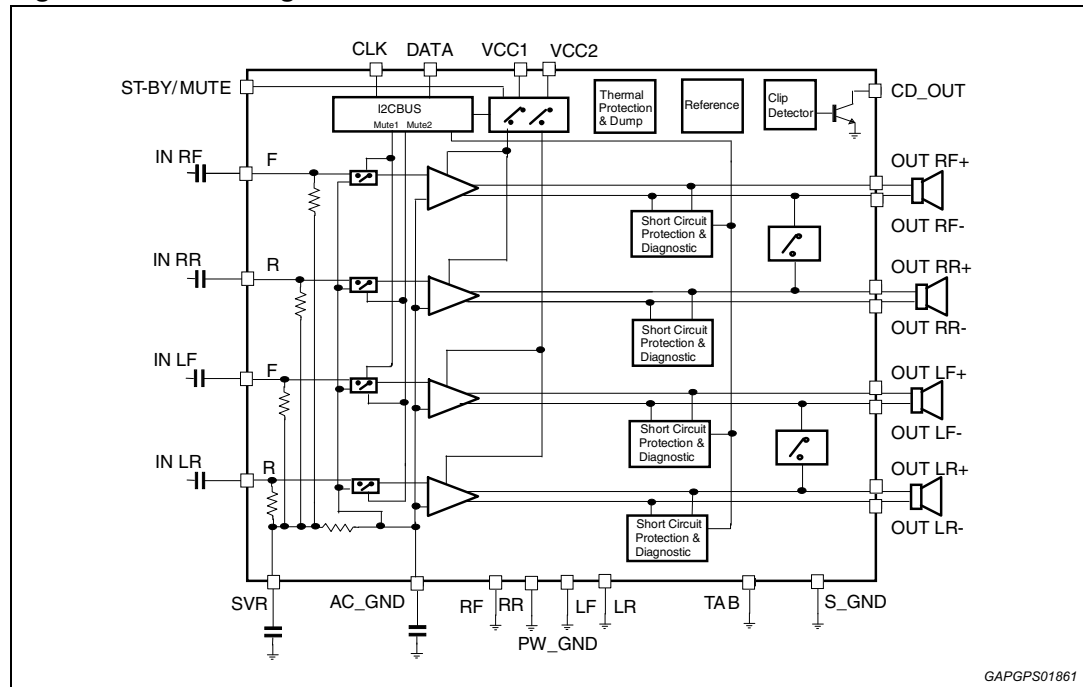 CLK DATA VCC1 VCC2
ST-BY/MUTE
I2CBUS
Mute1 Mute2
Thermal
Protection
& Dump
Reference
Clip
Detector
CD_OUT
IN RF
F
OUT RF+
Short Circuit
Protection &
Diagnostic
OUT RF-
IN RR
R
OUT RR+
Short Circuit
Protection &
Diagnostic
OUT RR-
IN LF
F
OUT LF+
Short Circuit
Protection &
Diagnostic
OUT LF-
IN LR
R
OUT LR+
Short Circuit
Protection &
Diagnostic
OUT LR-
SVR AC_GND RF RR LF LR TAB S_GND
PW_GND
GAPGPS01861